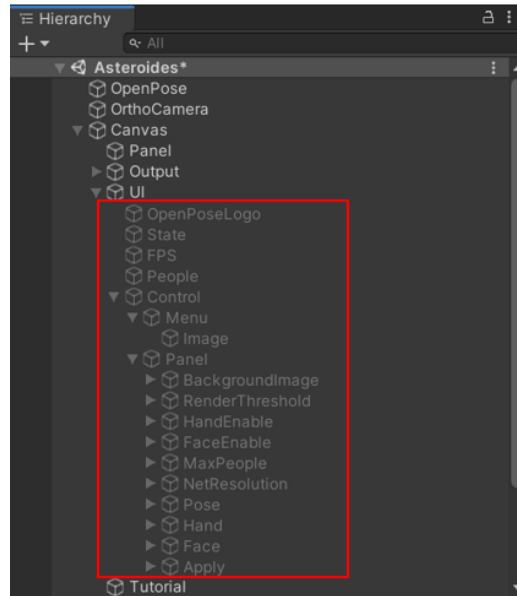 Hierarchy
All
Asteroides*
OpenPose
OrthoCamera
Canvas
Panel
Output
UI
OpenPoseLogo
State
FPS
People
Control
Menu
Image
Panel
BackgroundImage
RenderThreshold
HandEnable
FaceEnable
MaxPeople
NetResolution
Pose
Hand
Face
Apply
Tutorial